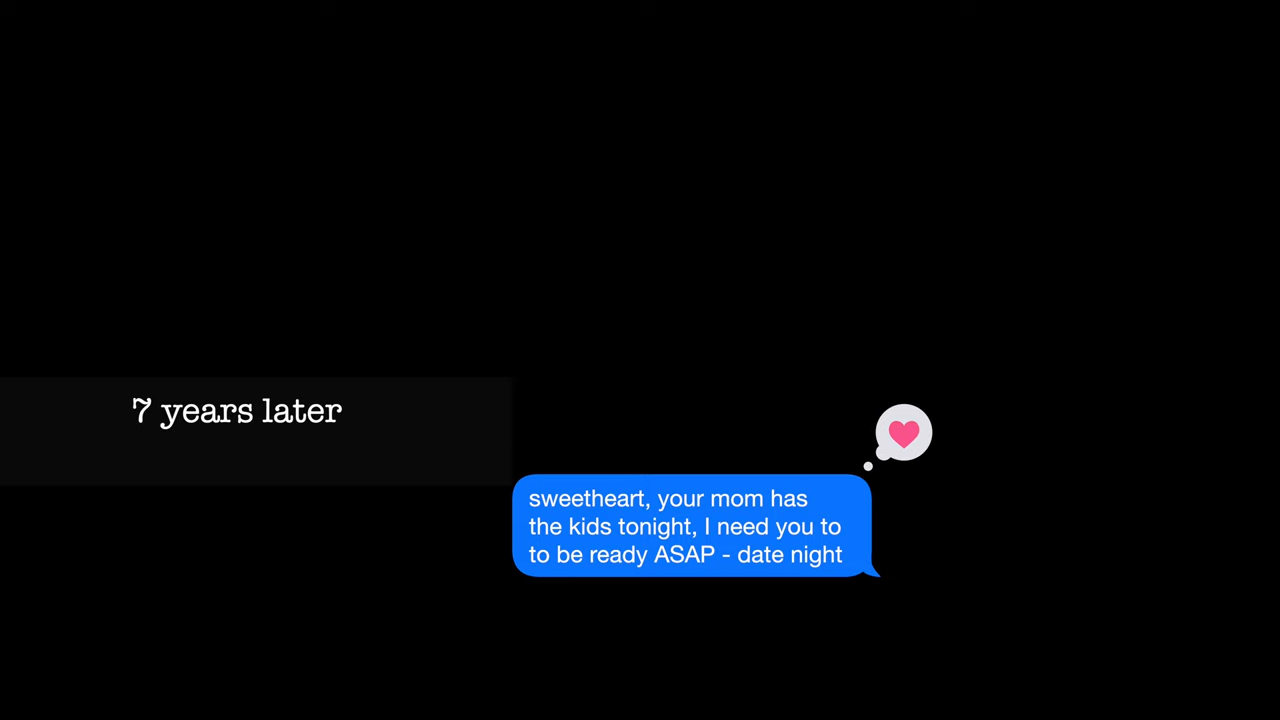 7 years later
sweetheart, your mom has
the kids tonight, I need you to
to be ready ASAP - date night